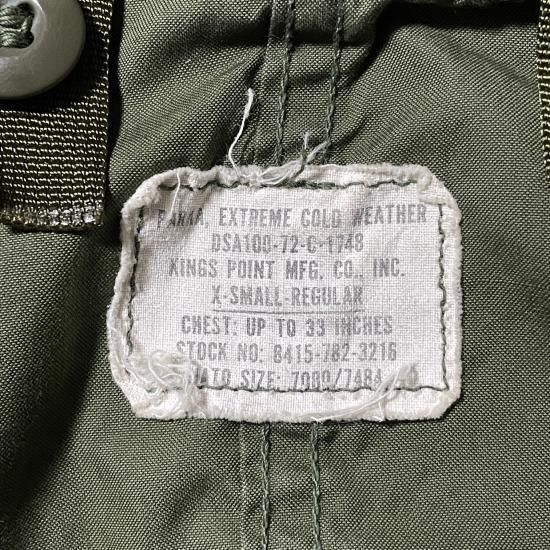 PARKA, EXTREME COLD WEATHER
DSA100-72-C-1748
KINGS POINT MFG. CO., INC.
X-SMALL-REGULAR
CHEST: UP TO 33 INCHES
STOCK NO: 8415-782-3216
NATO SIZE: 7080/7484